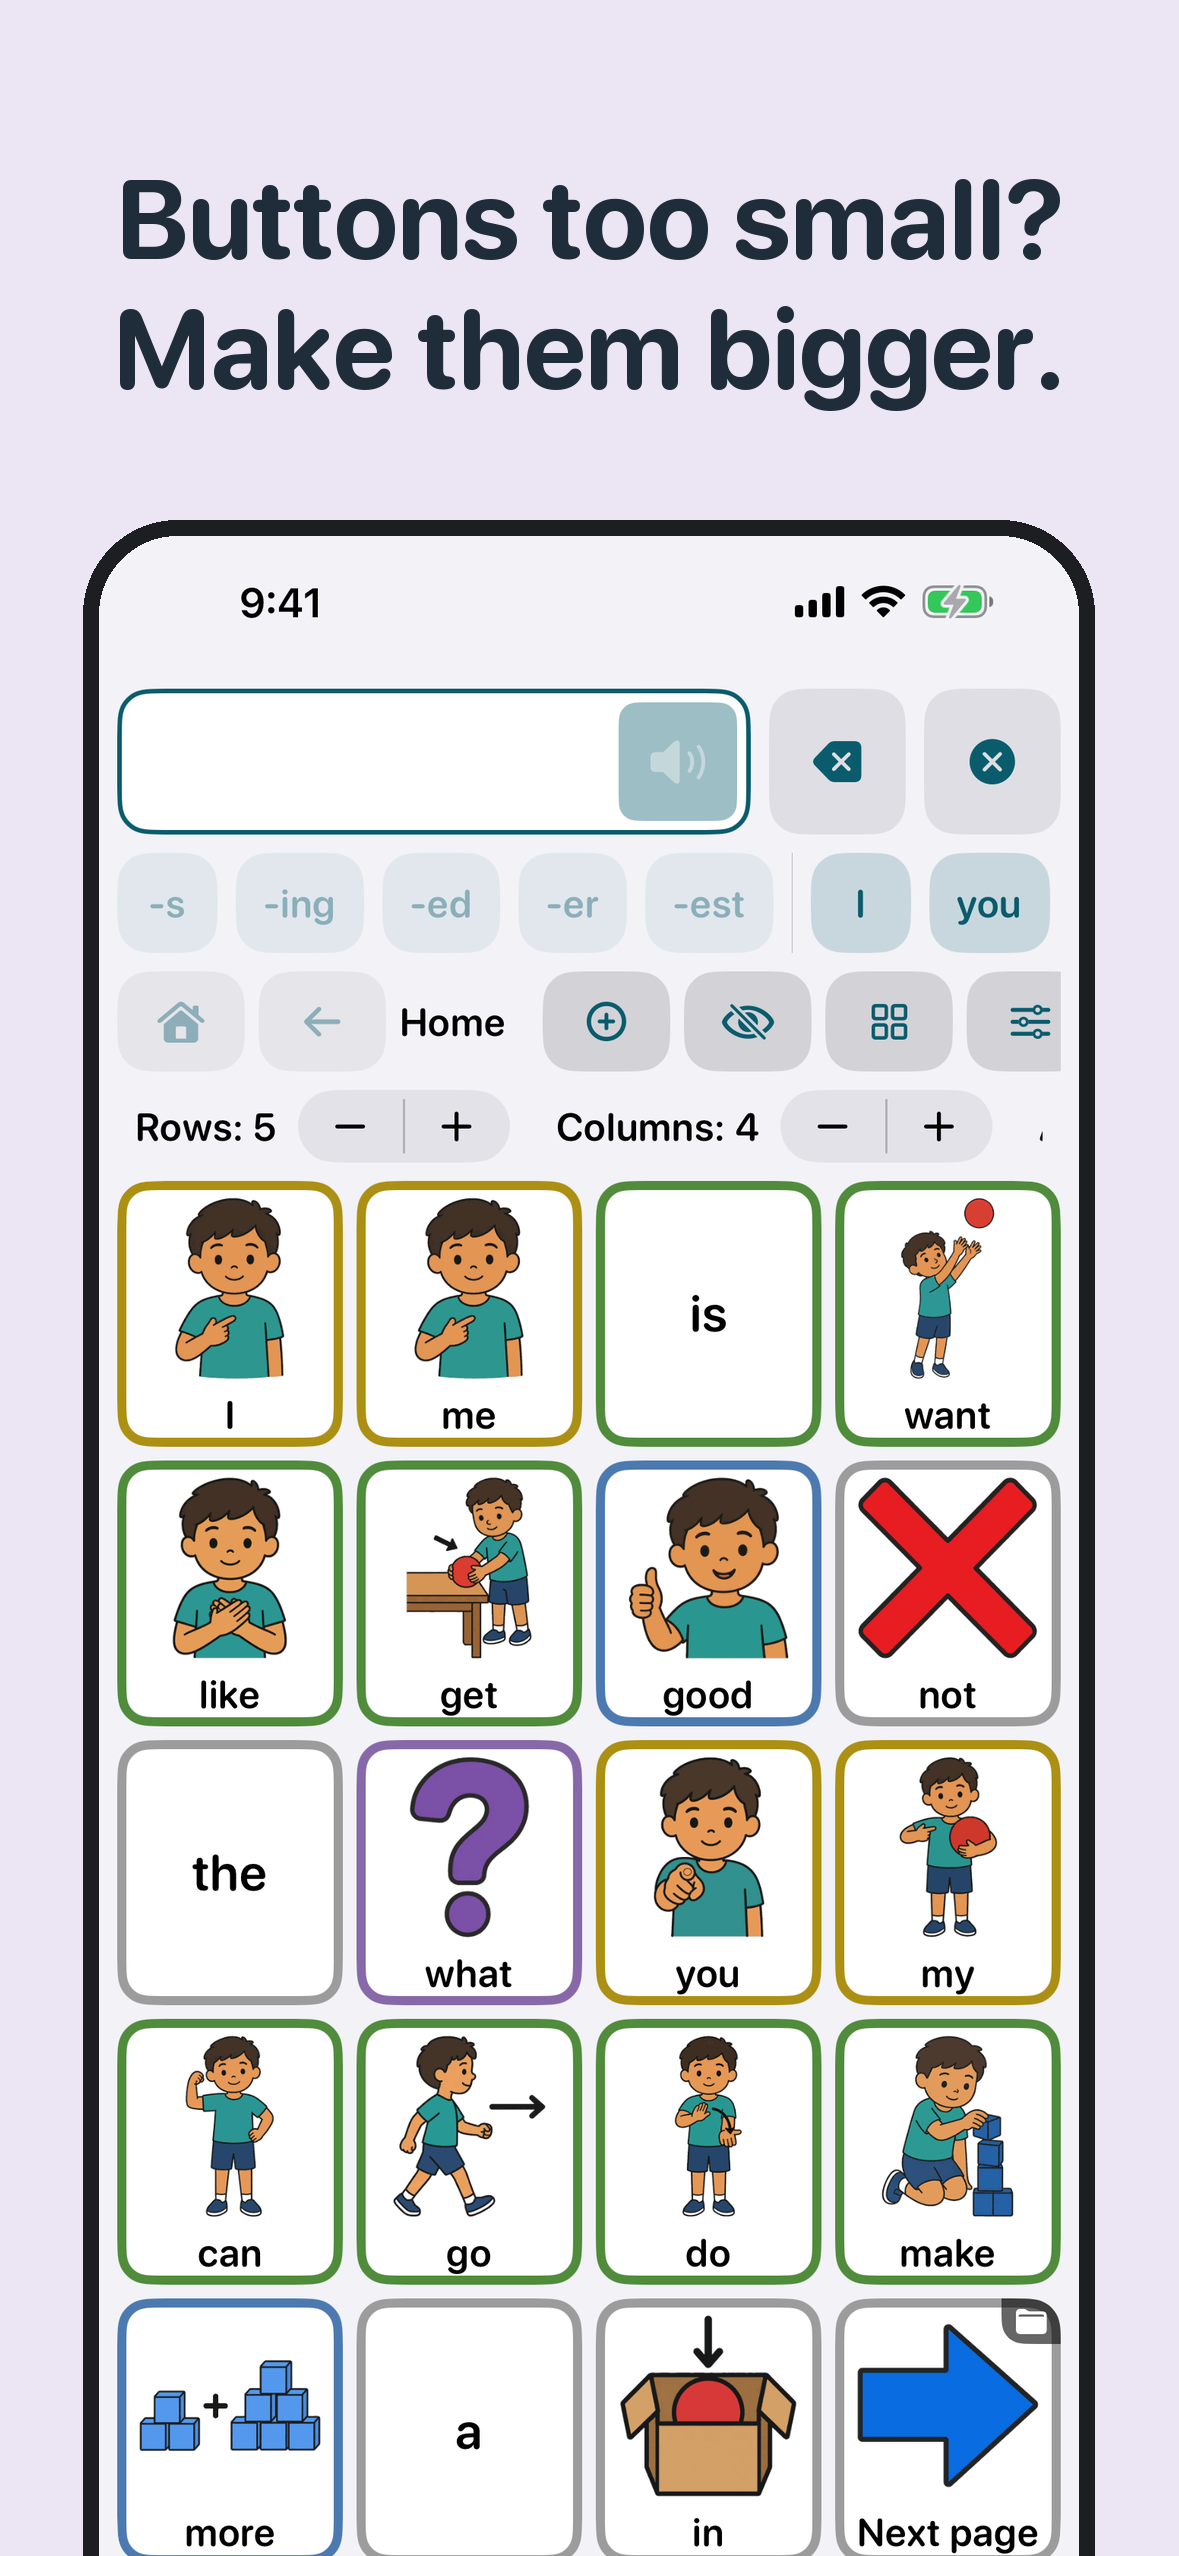 Buttons too small?
Make them bigger.
9:41
-s -ing -ed -er -est I you
Home
Rows: 5 Columns: 4
I me is want
like get good not
the what you my
can go do make
more a in Next page